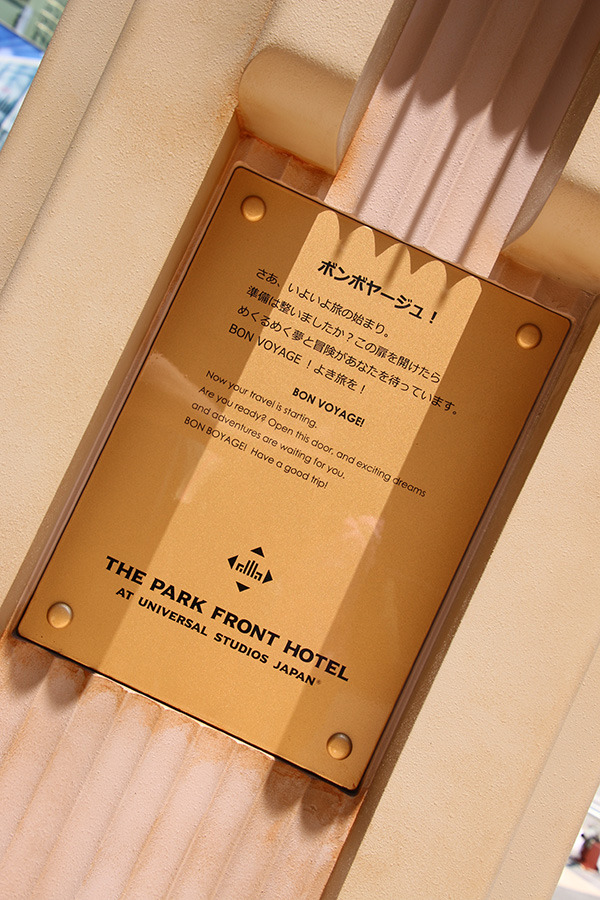 ボンボヤージュ!
さあ、いよいよ旅の始まり。
準備は整いましたか?この扉を開けたら
めくるめく夢と冒険があなたを待っています。
BON VOYAGE!よき旅を!
BON VOYAGE!
Now your travel is starting.
Are you ready? Open this door, and exciting dreams
and adventures are waiting for you.
BON BOYAGE! Have a good trip!
THE PARK FRONT HOTEL
AT UNIVERSAL STUDIOS JAPAN®